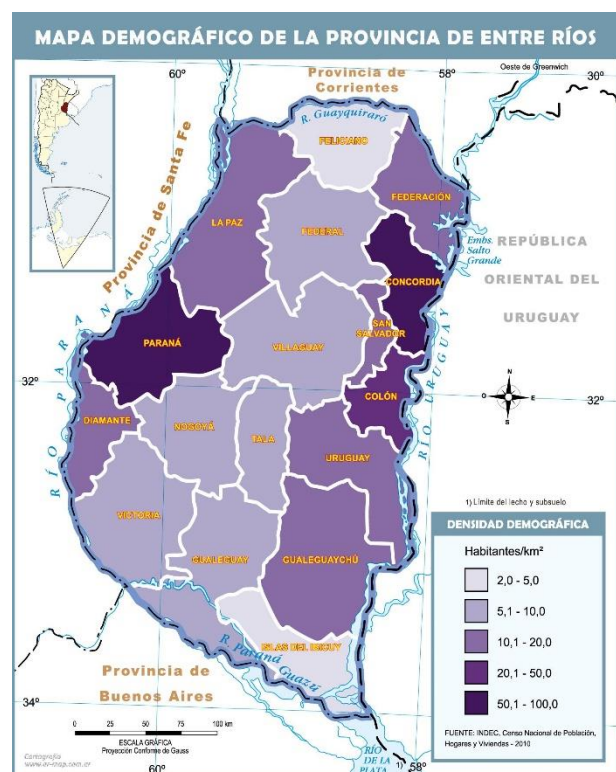 MAPA DEMOGRÁFICO DE LA PROVINCIA DE ENTRE RÍOS
60°
Provincia de
Corrientes
58°
Oeste de Greenwich
30°
R. Guayquiraró
FELICIANO
Provincia de Santa Fe
FEDERACIÓN
LA PAZ
FEDERAL
Embs.
Salto
Grande
REPÚBLICA
ORIENTAL DEL
URUGUAY
CONCORDIA
RÍO PARANÁ
PARANÁ
VILLAGUAY
SAN
SALVADOR
RÍO URUGUAY
32°
COLÓN
32°
N
O
E
S
DIAMANTE
NOGOYÁ
TALA
URUGUAY
1) Límite del lecho y subsuelo
VICTORIA
GUALEGUAY
GUALEGUAYCHÚ
DENSIDAD DEMOGRÁFICA
Habitantes/km²
2,0 - 5,0
5,1 - 10,0
10,1 - 20,0
20,1 - 50,0
50,1 - 100,0
FUENTE: INDEC, Censo Nacional de Población,
Hogares y Viviendas - 2010
ISLAS DEL IBICUY
R. Paraná Guazú
Provincia de
Buenos Aires
34°
0 25 50 75 100 km
ESCALA GRÁFICA
Proyección Conforme de Gauss
Cartografía
60°
RÍO
DE LA
PLATA
1)
58°